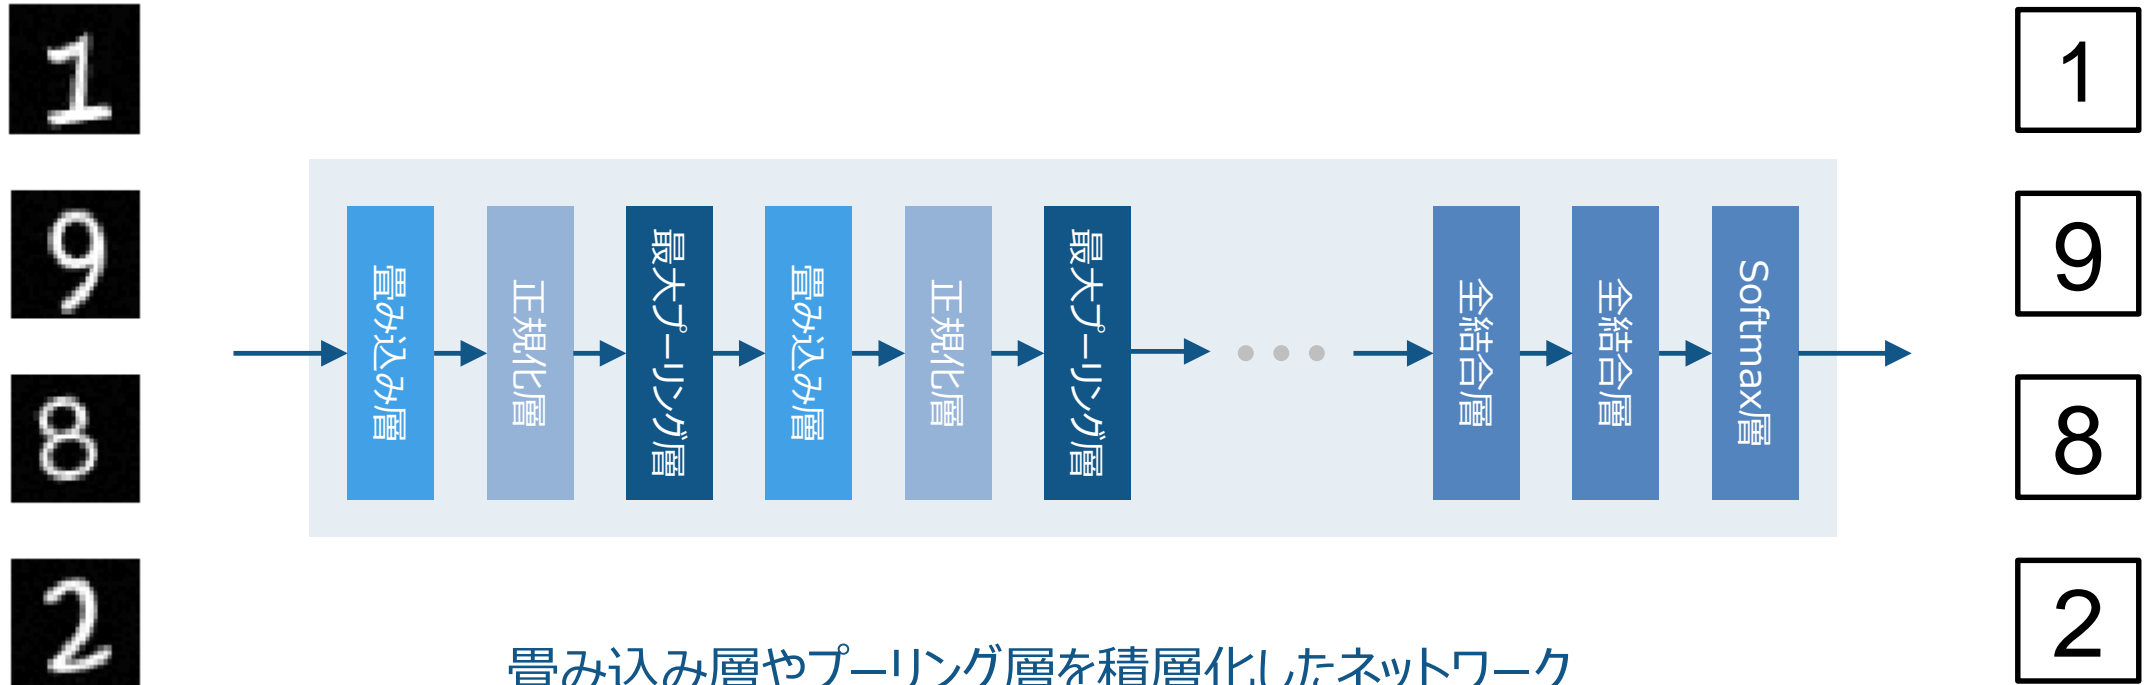 1
1
9
9
8
8
2
2
畳み込み層
正規化層
最大プーリング層
畳み込み層
正規化層
最大プーリング層
全結合層
全結合層
Softmax層
畳み込み層やプーリング層を積層化したネットワーク